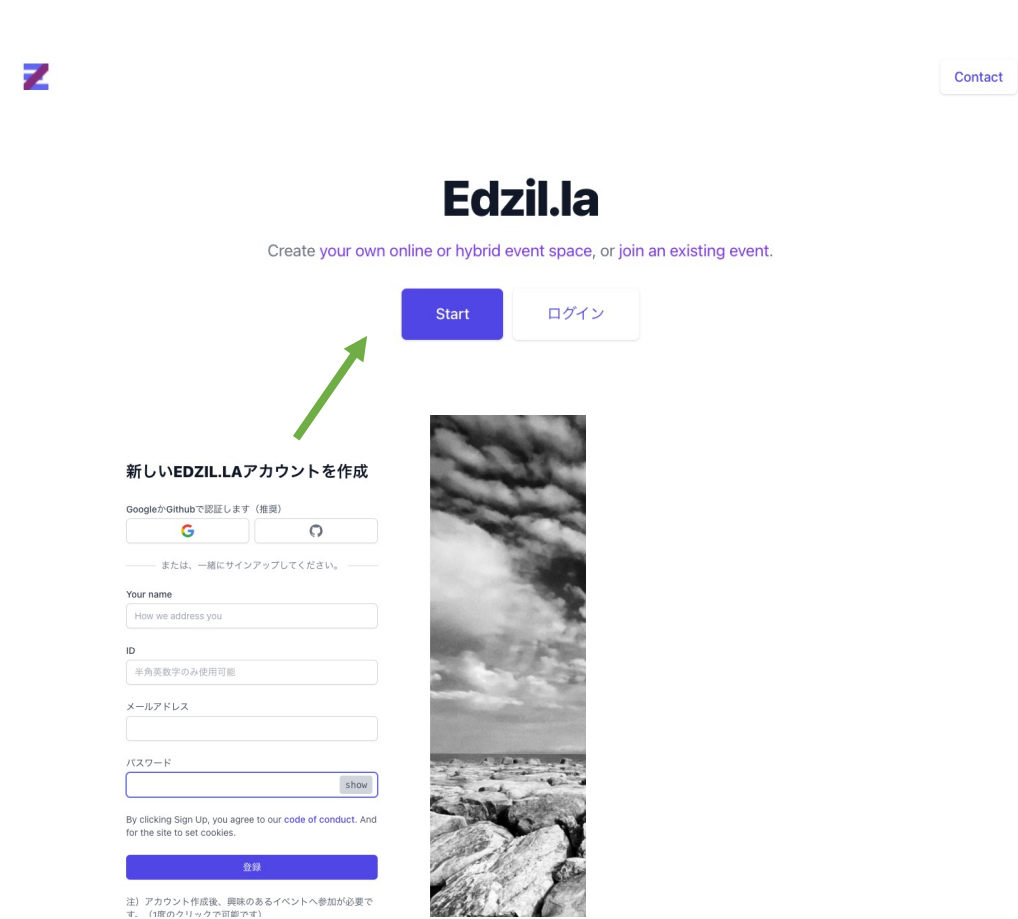 Contact
Edzil.la
Create your own online or hybrid event space, or join an existing event.
Start
ログイン
新しいEDZIL.LAアカウントを作成
GoogleかGithubで認証します（推奨）
または、一緒にサインアップしてください。
Your name
How we address you
ID
半角英数字のみ使用可能
メールアドレス
パスワード
show
By clicking Sign Up, you agree to our code of conduct. And
for the site to set cookies.
登録
注）アカウント作成後、興味のあるイベントへ参加が必要で
す。（1度のクリックで可能です）